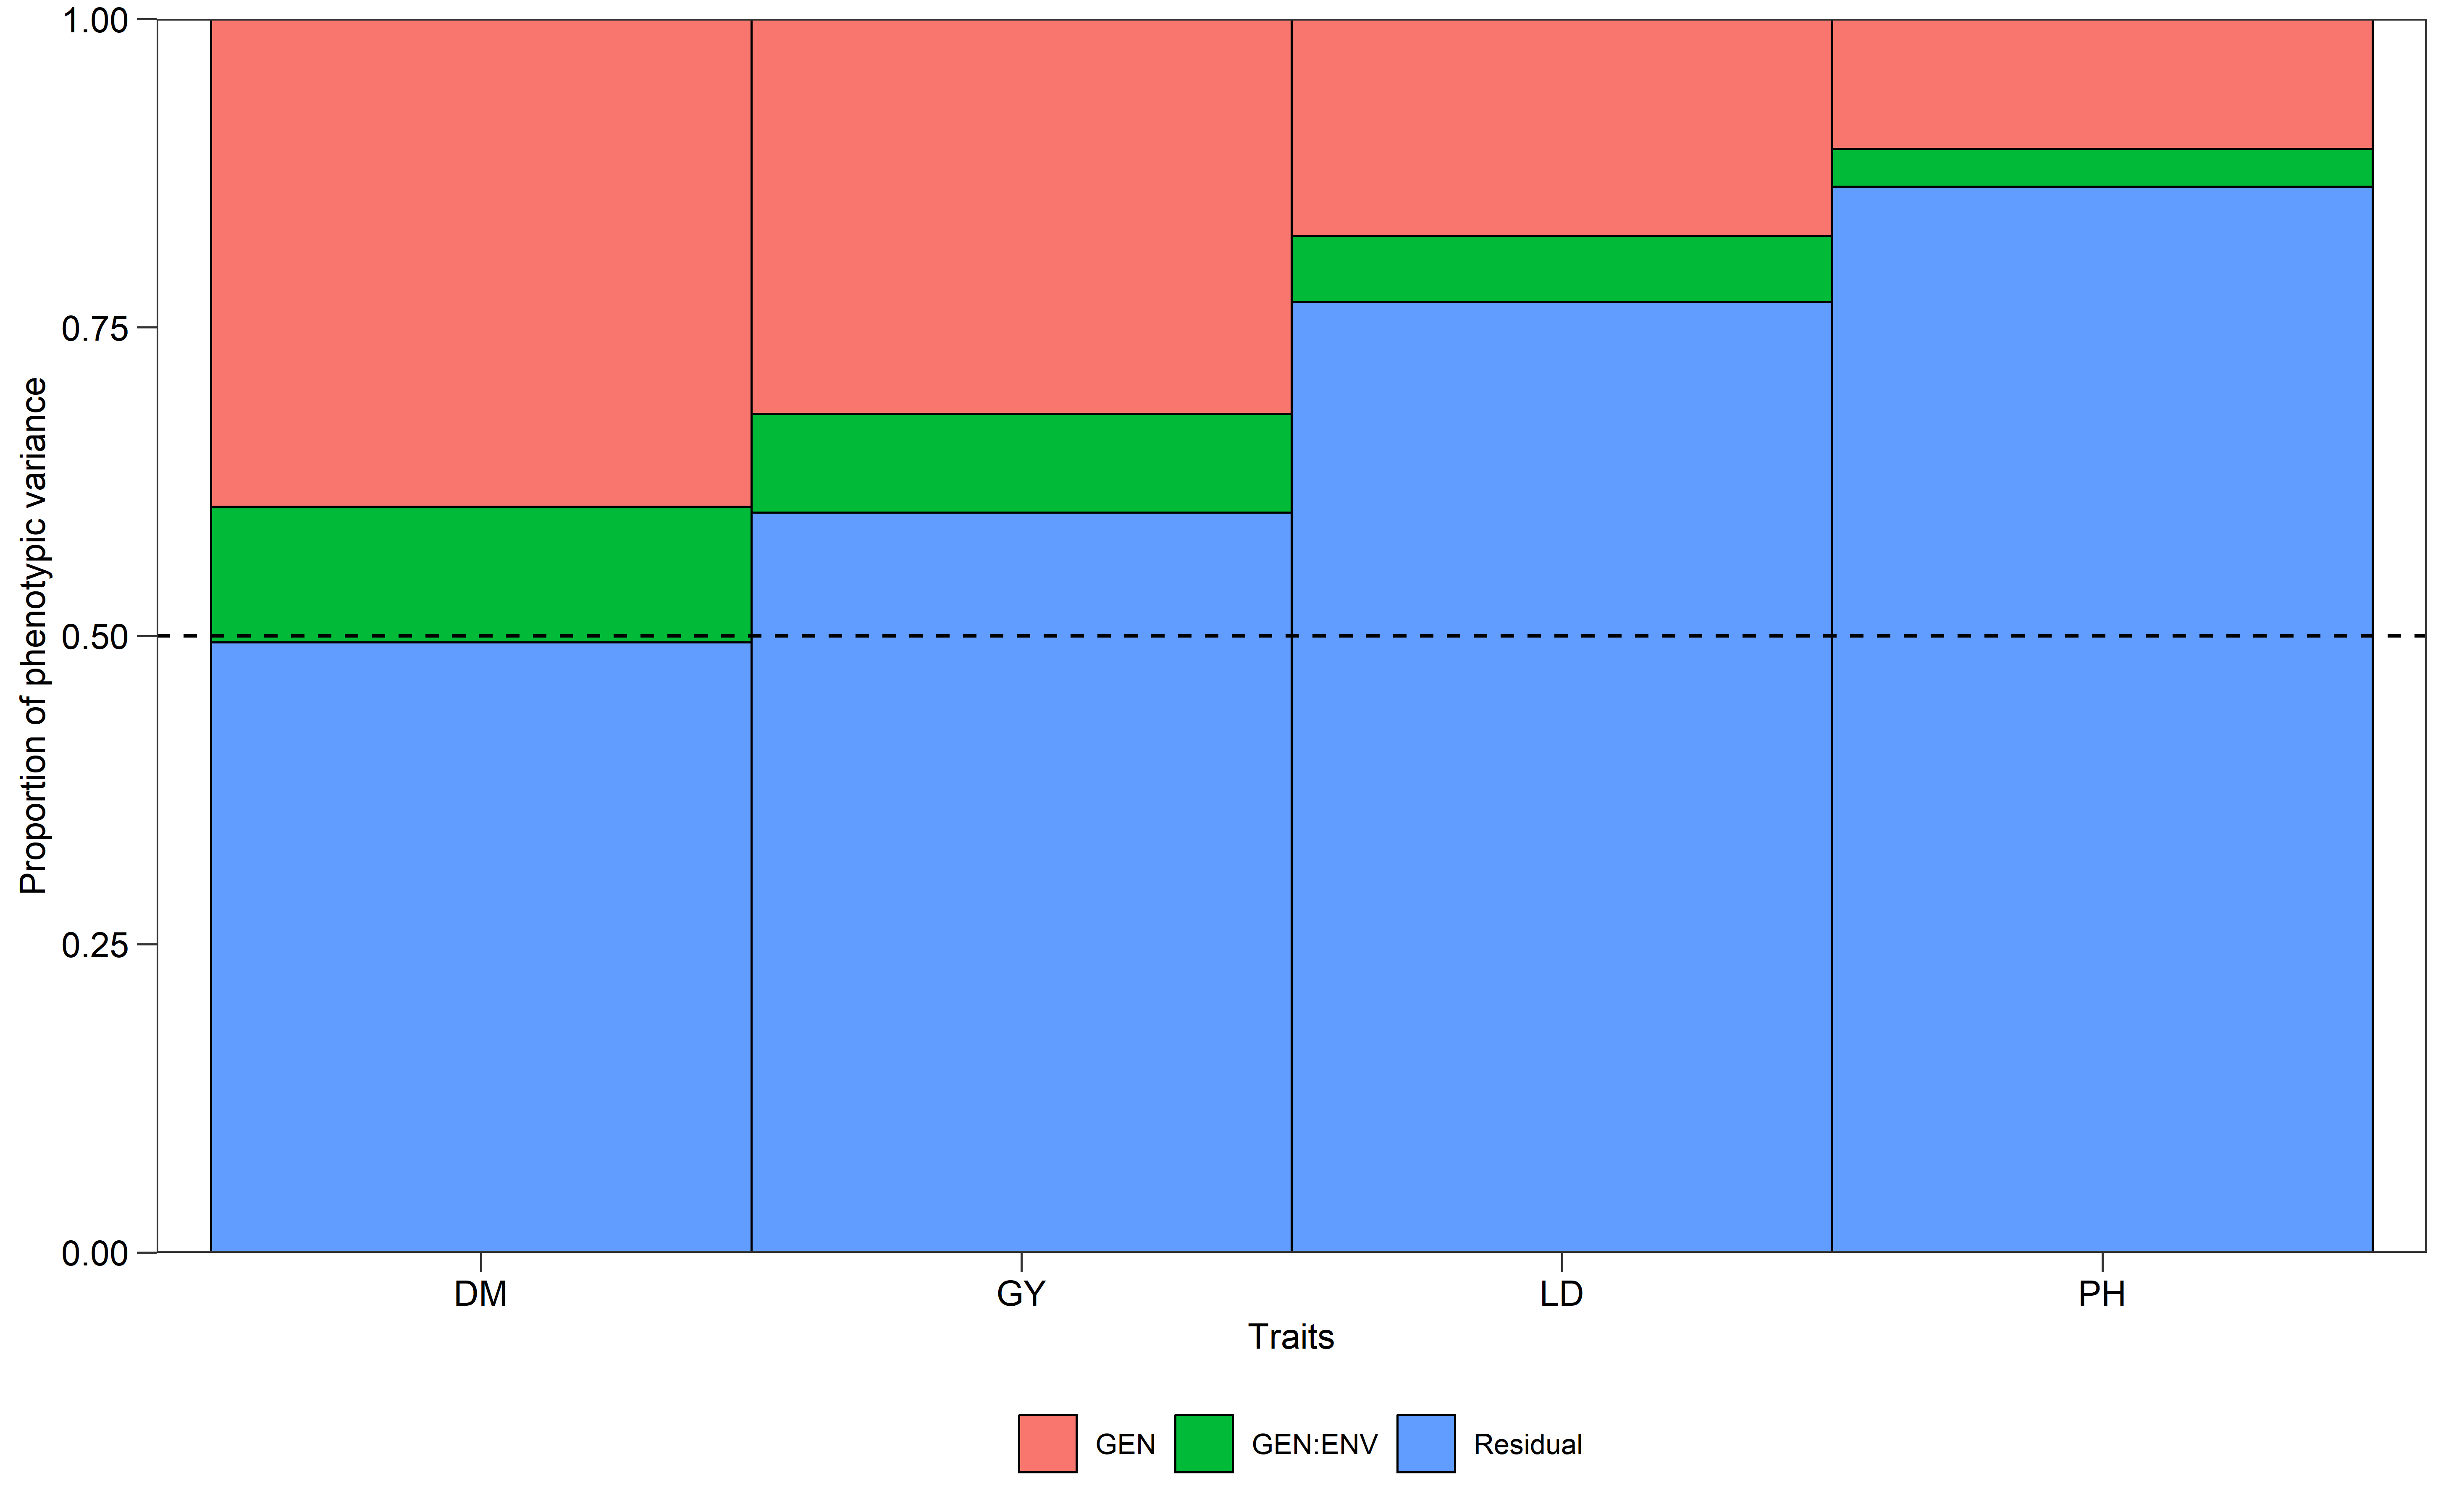 Proportion of phenotypic variance
1.00
0.75
0.50
0.25
0.00
DM GY LD PH
Traits
GEN GEN:ENV Residual